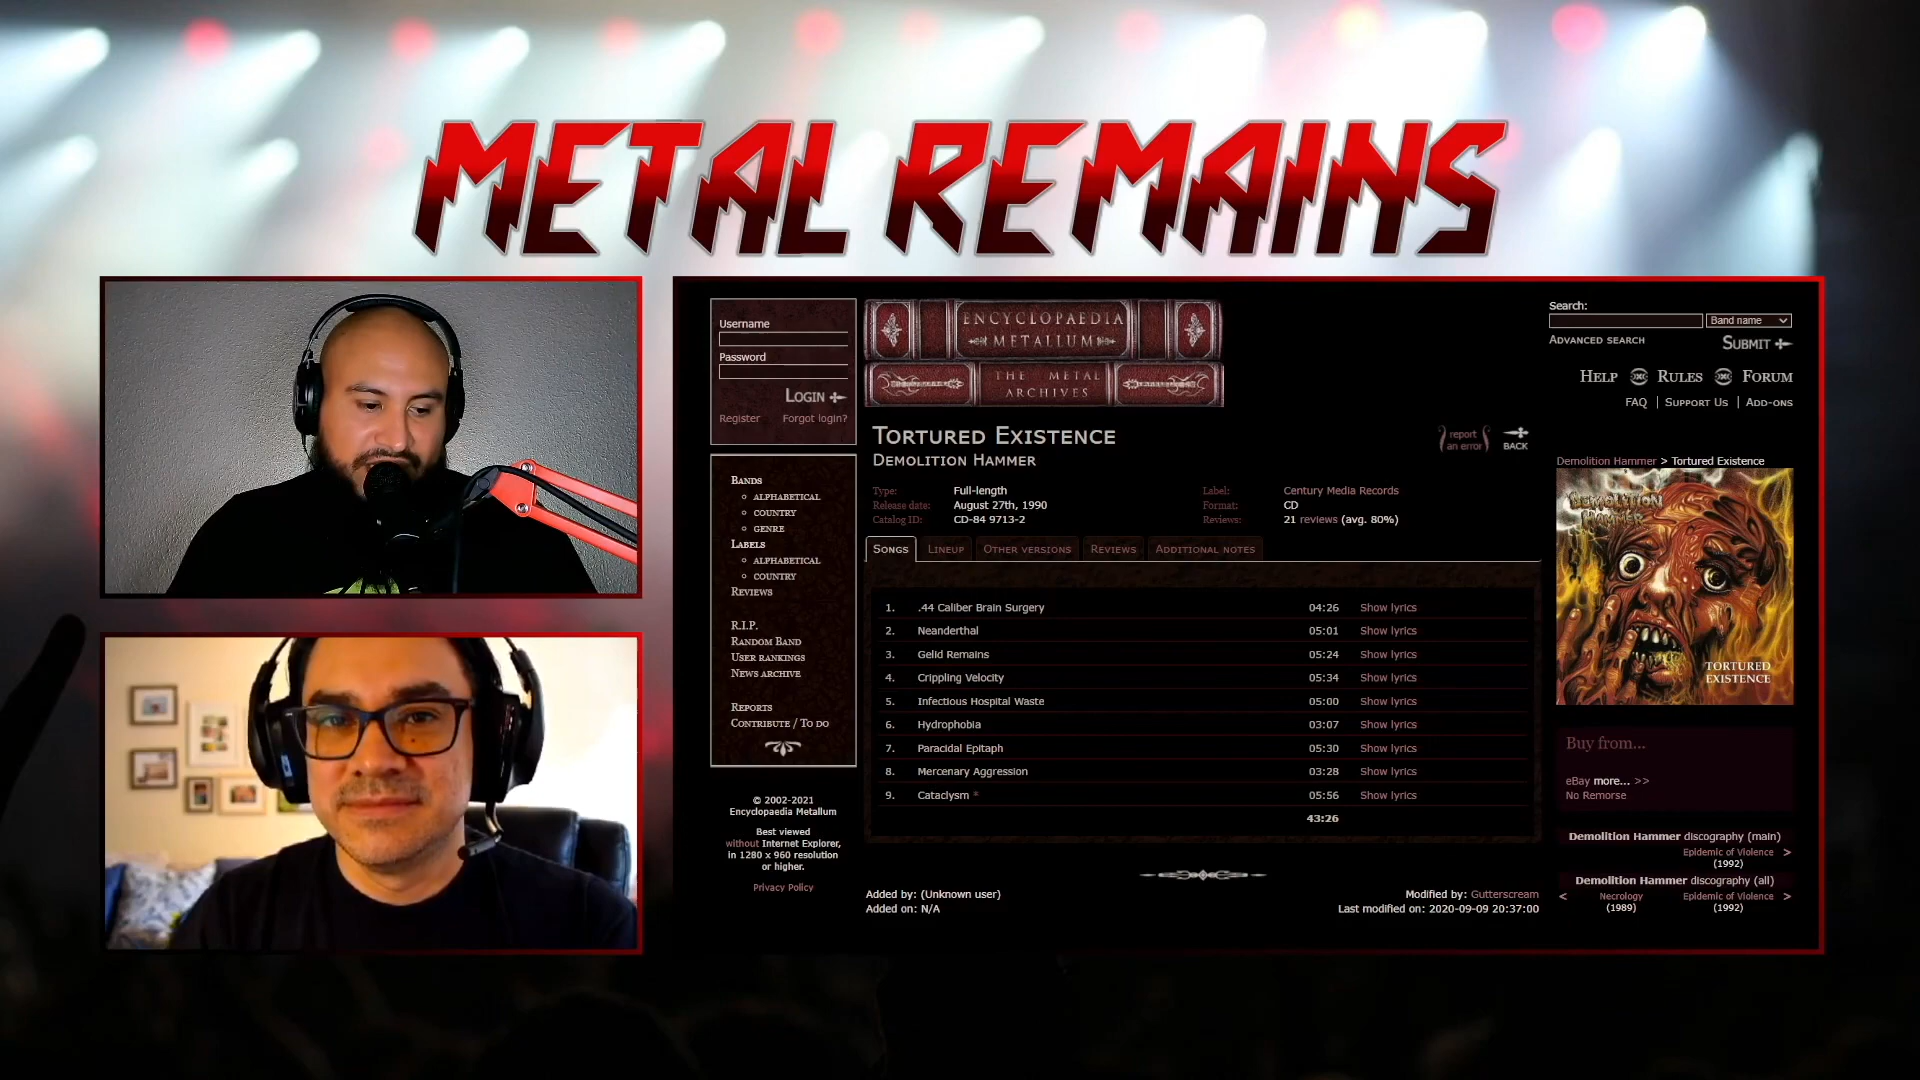 METAL REMAINS
Username
Password
LOGIN
Register Forgot login?
BANDS
ALPHABETICAL
COUNTRY
GENRE
LABELS
ALPHABETICAL
COUNTRY
REVIEWS
R.I.P.
RANDOM BAND
USER RANKINGS
NEWS ARCHIVE
REPORTS
CONTRIBUTE / TO DO
© 2002-2021
Encyclopaedia Metallum
Best viewed
without Internet Explorer,
in 1280 x 960 resolution
or higher.
Privacy Policy
ENCYCLOPAEDIA
METALLUM
THE METAL
ARCHIVES
Search:
Band name
ADVANCED SEARCH
SUBMIT
HELP RULES FORUM
FAQ | SUPPORT US | ADD-ONS
TORTURED EXISTENCE
DEMOLITION HAMMER
report
an error
BACK
Type: Full-length
Release date: August 27th, 1990
Catalog ID: CD-84 9713-2
Label: Century Media Records
Format: CD
Reviews: 21 reviews (avg. 80%)
SONGS LINEUP OTHER VERSIONS REVIEWS ADDITIONAL NOTES
1. .44 Caliber Brain Surgery 04:26 Show lyrics
2. Neanderthal 05:01 Show lyrics
3. Gelid Remains 05:24 Show lyrics
4. Crippling Velocity 05:34 Show lyrics
5. Infectious Hospital Waste 05:00 Show lyrics
6. Hydrophobia 03:07 Show lyrics
7. Paracidal Epitaph 05:30 Show lyrics
8. Mercenary Aggression 03:28 Show lyrics
9. Cataclysm * 05:56 Show lyrics
43:26
Added by: (Unknown user)
Added on: N/A
Modified by: Gutterscream
Last modified on: 2020-09-09 20:37:00
Demolition Hammer > Tortured Existence
DEMOLITION
HAMMER
TORTURED
EXISTENCE
Buy from...
eBay more... >>
No Remorse
Demolition Hammer discography (main)
Epidemic of Violence >
(1992)
Demolition Hammer discography (all)
< Necrology Epidemic of Violence >
(1989) (1992)